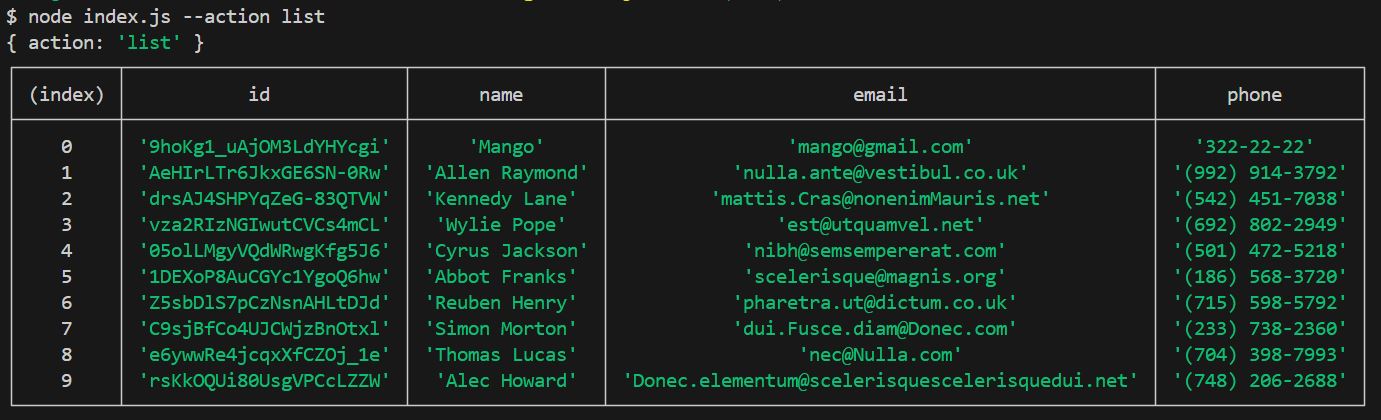 $ node index.js --action list
{ action: 'list' }
(index) id name email phone
0 '9hoKg1_uAjOM3LdYHYcgi' 'Mango' 'mango@gmail.com' '322-22-22'
1 'AeHIrLTr6JkxGE6SN-0Rw' 'Allen Raymond' 'nulla.ante@vestibul.co.uk' '(992) 914-3792'
2 'drsAJ4SHPYqZeG-83QTVW' 'Kennedy Lane' 'mattis.Cras@nonenimMauris.net' '(542) 451-7038'
3 'vza2RIzNGIwutCVCs4mCL' 'Wylie Pope' 'est@utquamvel.net' '(692) 802-2949'
4 '05olLMgyVQdWRwgKfg5J6' 'Cyrus Jackson' 'nibh@semsempererat.com' '(501) 472-5218'
5 '1DEXoP8AuCGYc1YgoQ6hw' 'Abbot Franks' 'scelerisque@magnis.org' '(186) 568-3720'
6 'Z5sbDlS7pCzNsnAHLtDJd' 'Reuben Henry' 'pharetra.ut@dictum.co.uk' '(715) 598-5792'
7 'C9sjBfCo4UJCWjzBnOtxl' 'Simon Morton' 'dui.Fusce.diam@Donec.com' '(233) 738-2360'
8 'e6ywwRe4jcqxXfCZOj_1e' 'Thomas Lucas' 'nec@Nulla.com' '(704) 398-7993'
9 'rsKkOQUi80UsgVPCcLZZW' 'Alec Howard' 'Donec.elementum@scelerisquescelerisquedui.net' '(748) 206-2688'